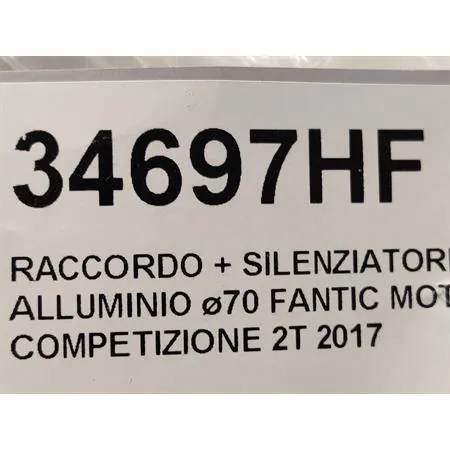 34697HF
RACCORDO + SILENZIATORE
ALLUMINIO ø70 FANTIC MOT
COMPETIZIONE 2T 2017